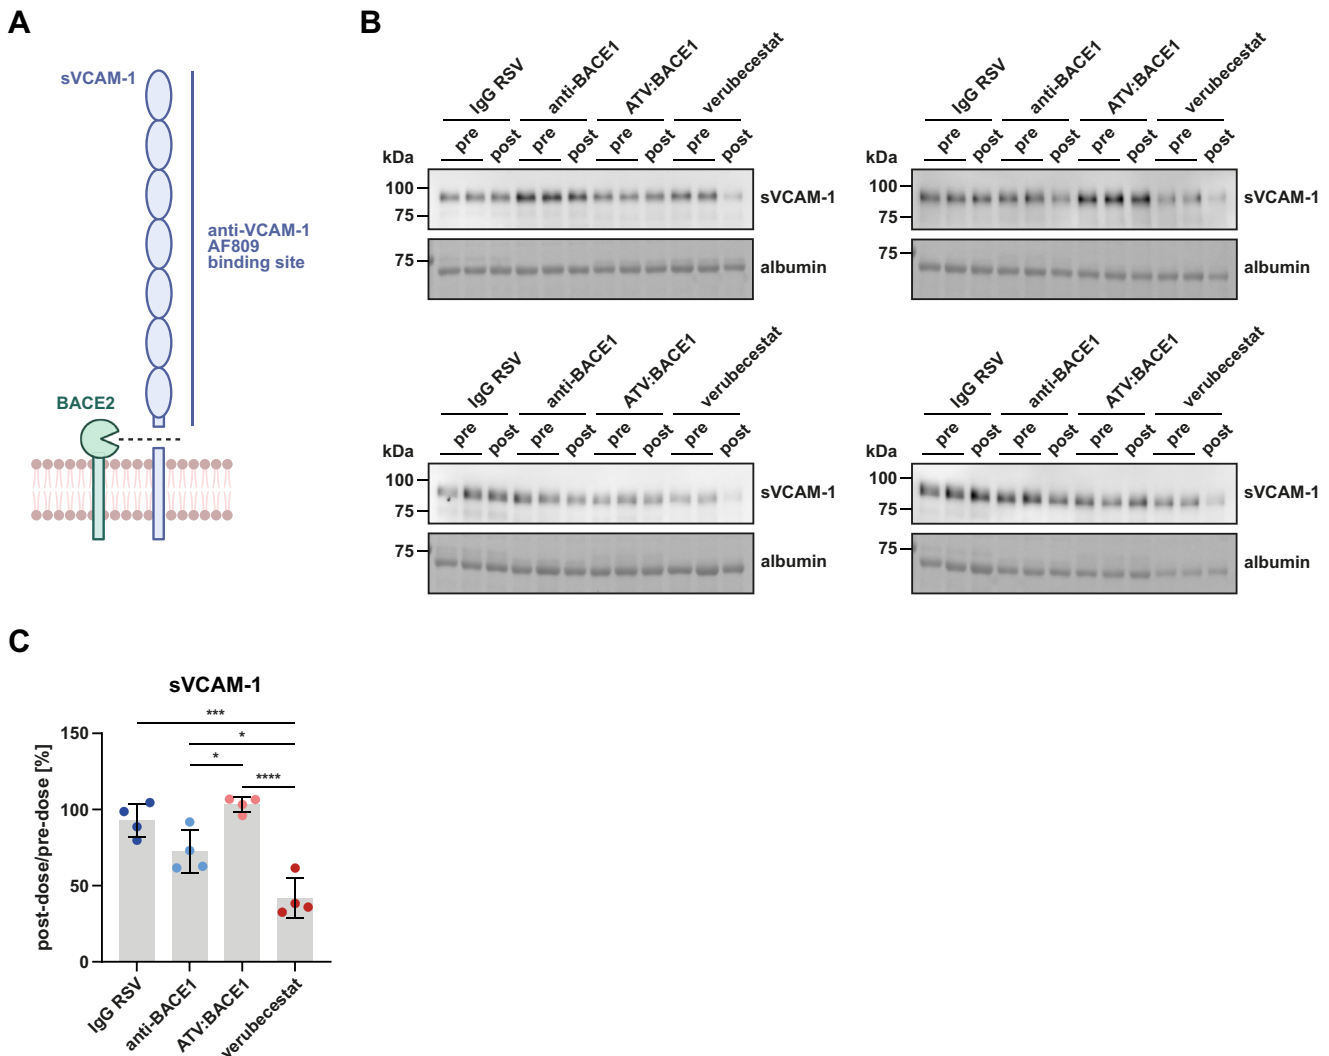 A
sVCAM-1
anti-VCAM-1
AF809
binding site
BACE2
B
IgG RSV
anti-BACE1
ATV:BACE1
verubecestat
pre
post
pre
post
pre
post
pre
post
kDa
100
75
sVCAM-1
75
albumin
IgG RSV
anti-BACE1
ATV:BACE1
verubecestat
pre
post
pre
post
pre
post
pre
post
kDa
100
75
sVCAM-1
75
albumin
IgG RSV
anti-BACE1
ATV:BACE1
verubecestat
pre
post
pre
post
pre
post
pre
post
kDa
100
75
sVCAM-1
75
albumin
IgG RSV
anti-BACE1
ATV:BACE1
verubecestat
pre
post
pre
post
pre
post
pre
post
kDa
100
75
sVCAM-1
75
albumin
C
sVCAM-1
***
*
*
****
post-dose/pre-dose [%]
150
100
50
0
IgG RSV
anti-BACE1
ATV:BACE1
verubecestat